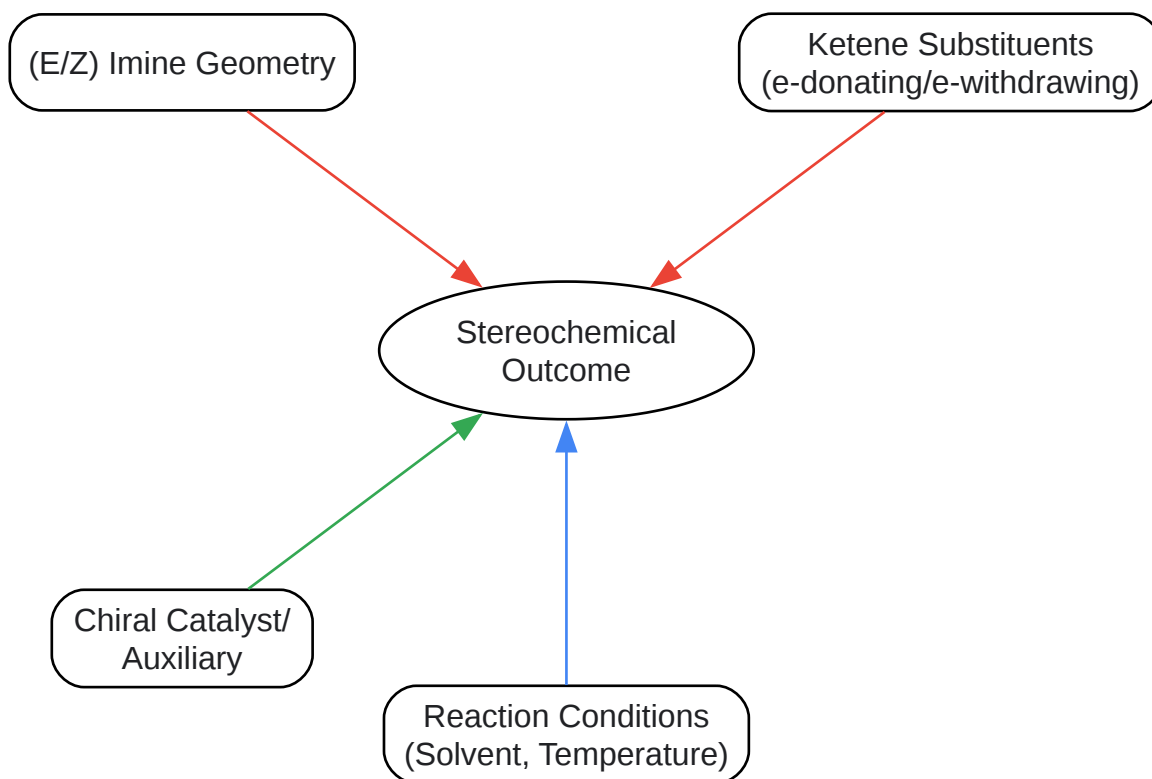 (E/Z) Imine Geometry
Ketene Substituents
(e-donating/e-withdrawing)
Stereochemical
Outcome
Chiral Catalyst/
Auxiliary
Reaction Conditions
(Solvent, Temperature)